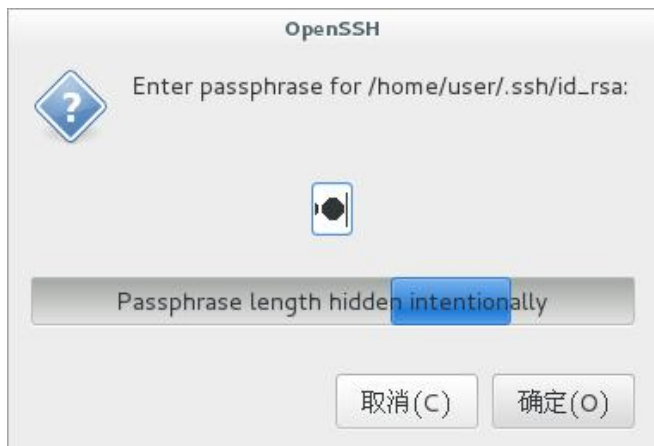 OpenSSH
Enter passphrase for /home/user/.ssh/id_rsa:
Passphrase length hidden intentionally
取消(C) 确定(O)